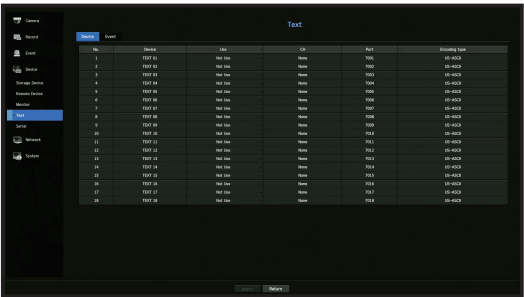 Text
Camera
Record
Event
Device
Storage Device
Remote Device
Monitor
Text
Serial
Network
System
Device Event
No. Device Use CH Port Encoding type
1 TEXT 01 Not Use None 7001 US-ASCII
2 TEXT 02 Not Use None 7002 US-ASCII
3 TEXT 03 Not Use None 7003 US-ASCII
4 TEXT 04 Not Use None 7004 US-ASCII
5 TEXT 05 Not Use None 7005 US-ASCII
6 TEXT 06 Not Use None 7006 US-ASCII
7 TEXT 07 Not Use None 7007 US-ASCII
8 TEXT 08 Not Use None 7008 US-ASCII
9 TEXT 09 Not Use None 7009 US-ASCII
10 TEXT 10 Not Use None 7010 US-ASCII
11 TEXT 11 Not Use None 7011 US-ASCII
12 TEXT 12 Not Use None 7012 US-ASCII
13 TEXT 13 Not Use None 7013 US-ASCII
14 TEXT 14 Not Use None 7014 US-ASCII
15 TEXT 15 Not Use None 7015 US-ASCII
16 TEXT 16 Not Use None 7016 US-ASCII
17 TEXT 17 Not Use None 7017 US-ASCII
18 TEXT 18 Not Use None 7018 US-ASCII
Apply Return